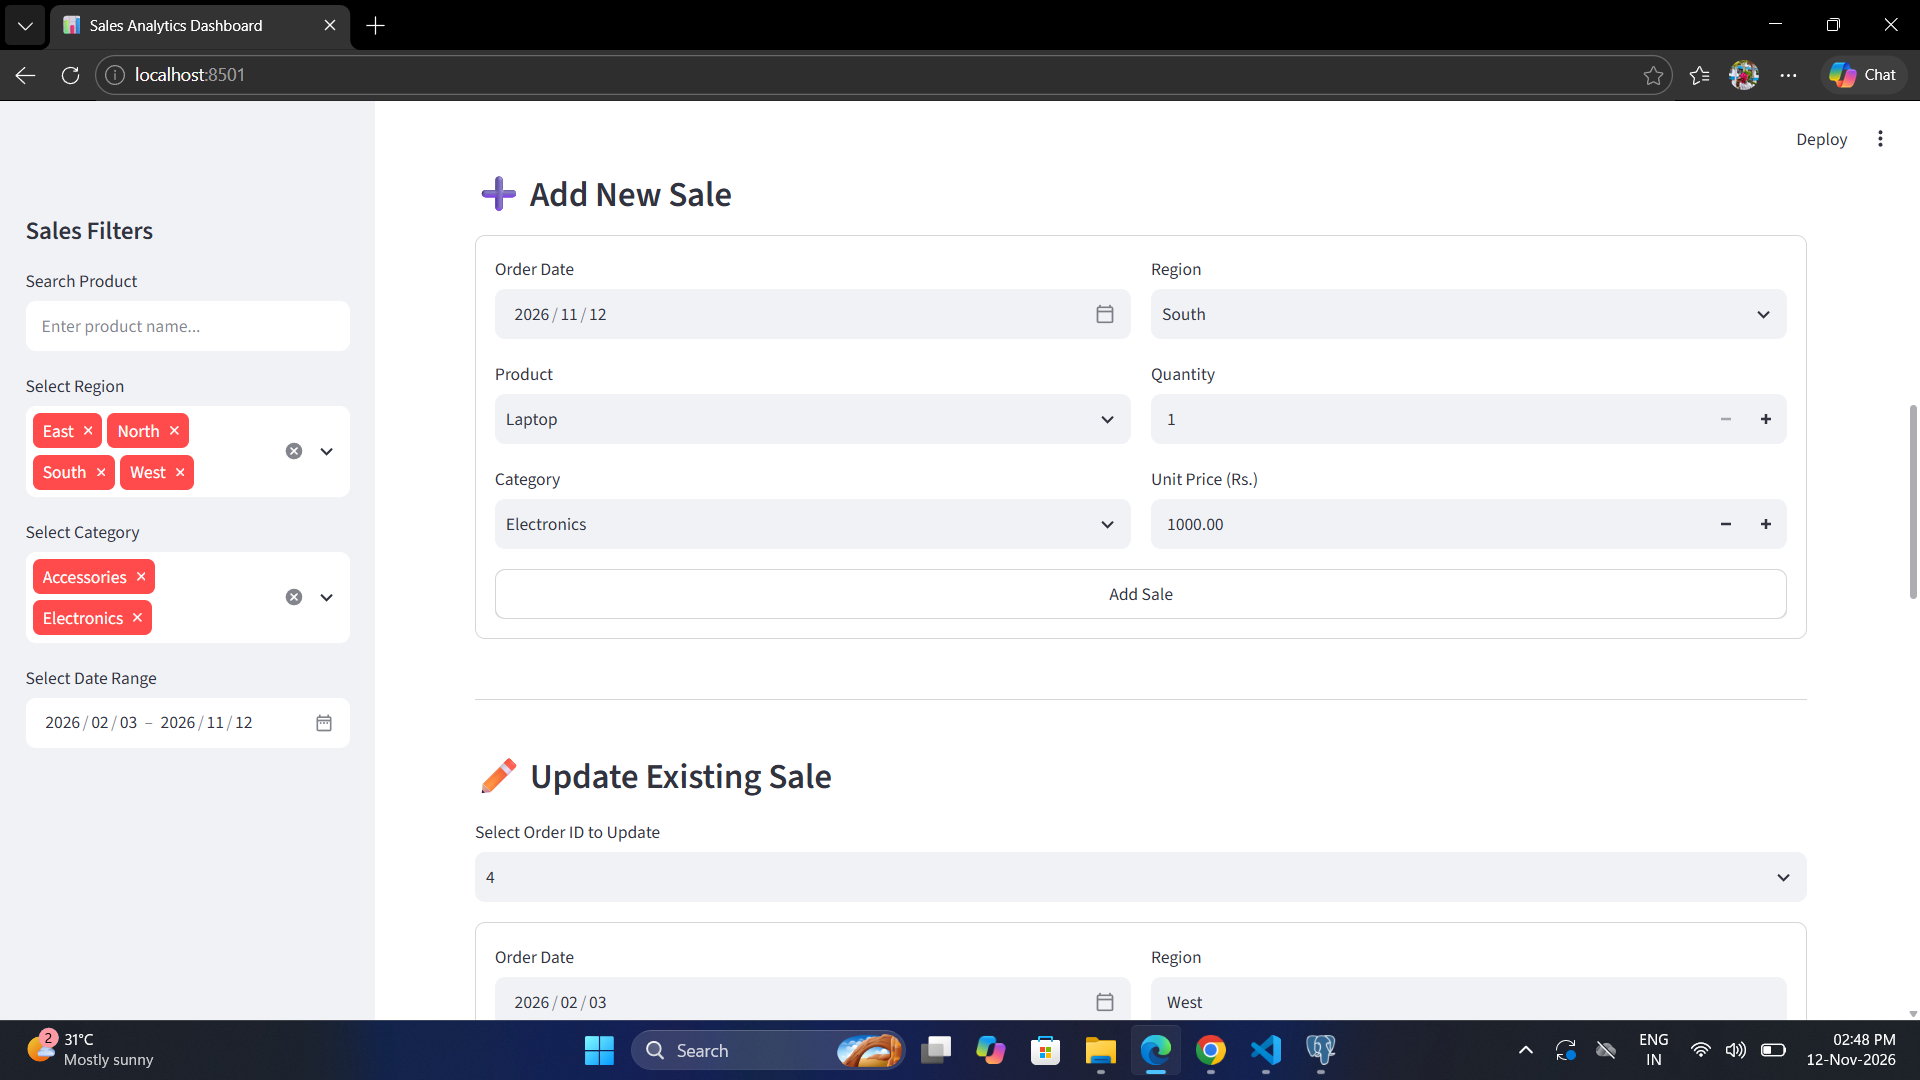 Sales Analytics Dashboard
localhost:8501
Chat
Deploy
Sales Filters
Search Product
Enter product name...
Select Region
East
North
South
West
Select Category
Accessories
Electronics
Select Date Range
2026/02/03 – 2026/11/12
Add New Sale
Order Date
2026/11/12
Region
South
Product
Laptop
Quantity
1
Category
Electronics
Unit Price (Rs.)
1000.00
Add Sale
Update Existing Sale
Select Order ID to Update
4
Order Date
2026/02/03
Region
West
2
31°C
Mostly sunny
Search
ENG
IN
02:48 PM
12-Nov-2026